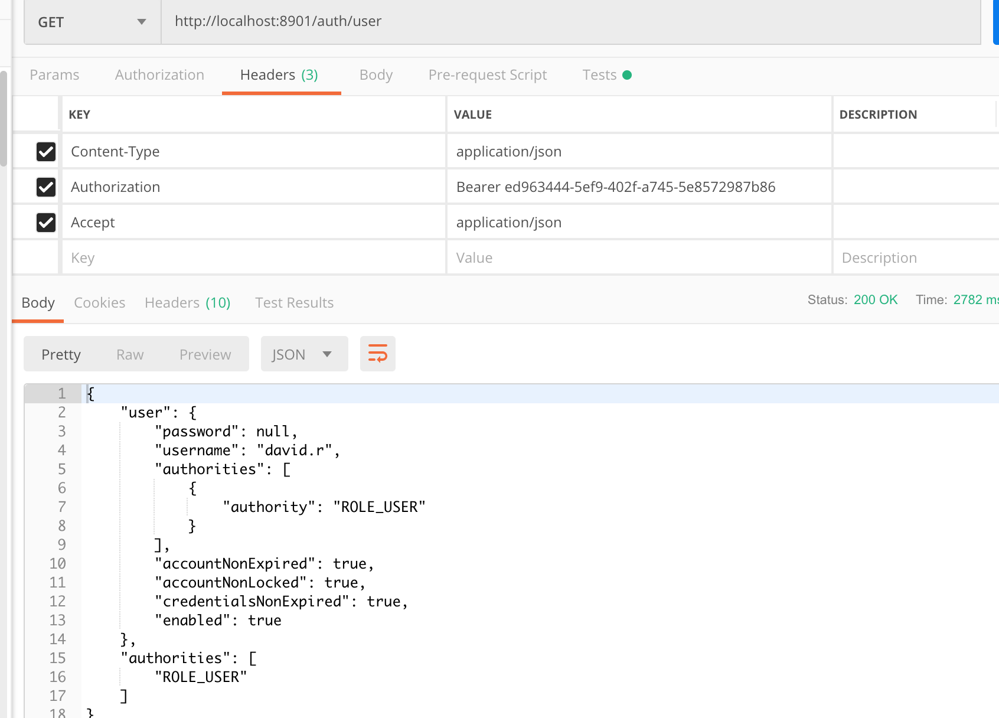 GET http://localhost:8901/auth/user
Params Authorization Headers (3) Body Pre-request Script Tests
KEY VALUE DESCRIPTION
Content-Type application/json
Authorization Bearer ed963444-5ef9-402f-a745-5e8572987b86
Accept application/json
Key Value Description
Body Cookies Headers (10) Test Results Status: 200 OK Time: 2782 ms
Pretty Raw Preview JSON
1 {
2 "user": {
3 "password": null,
4 "username": "david.r",
5 "authorities": [
6 {
7 "authority": "ROLE_USER"
8 }
9 ],
10 "accountNonExpired": true,
11 "accountNonLocked": true,
12 "credentialsNonExpired": true,
13 "enabled": true
14 },
15 "authorities": [
16 "ROLE_USER"
17 ]
18 }